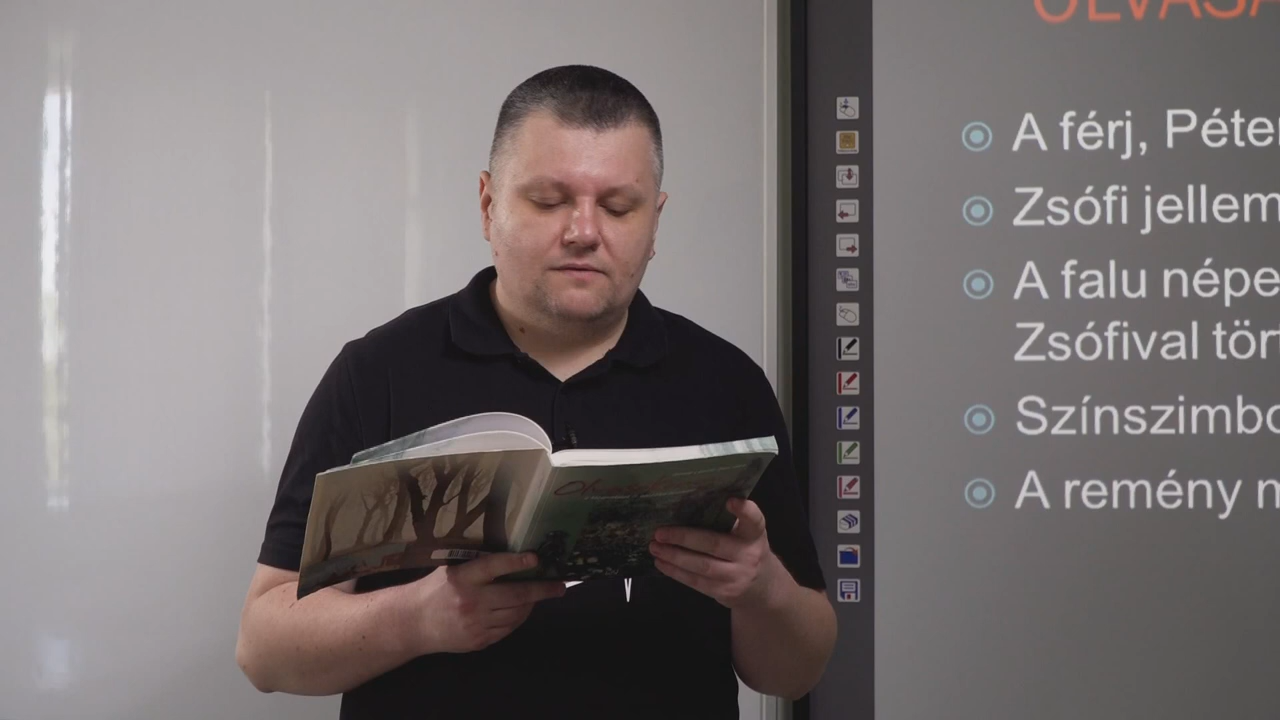 A férj, Péte
Zsófi jellem
A falu népe
Zsófival tör
Színszimbo
A remény m